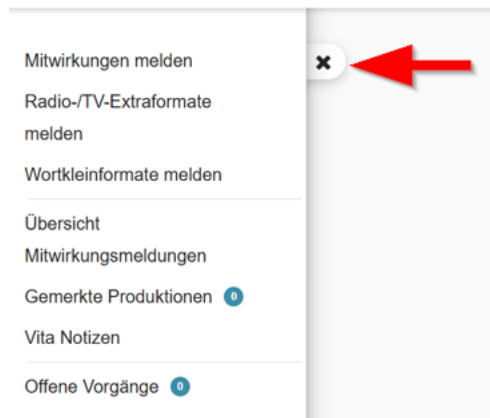 Mitwirkungen melden
Radio-/TV-Extraformate
melden
Wortkleinformate melden
Übersicht
Mitwirkungsmeldungen
Gemerkte Produktionen 0
Vita Notizen
Offene Vorgänge 0